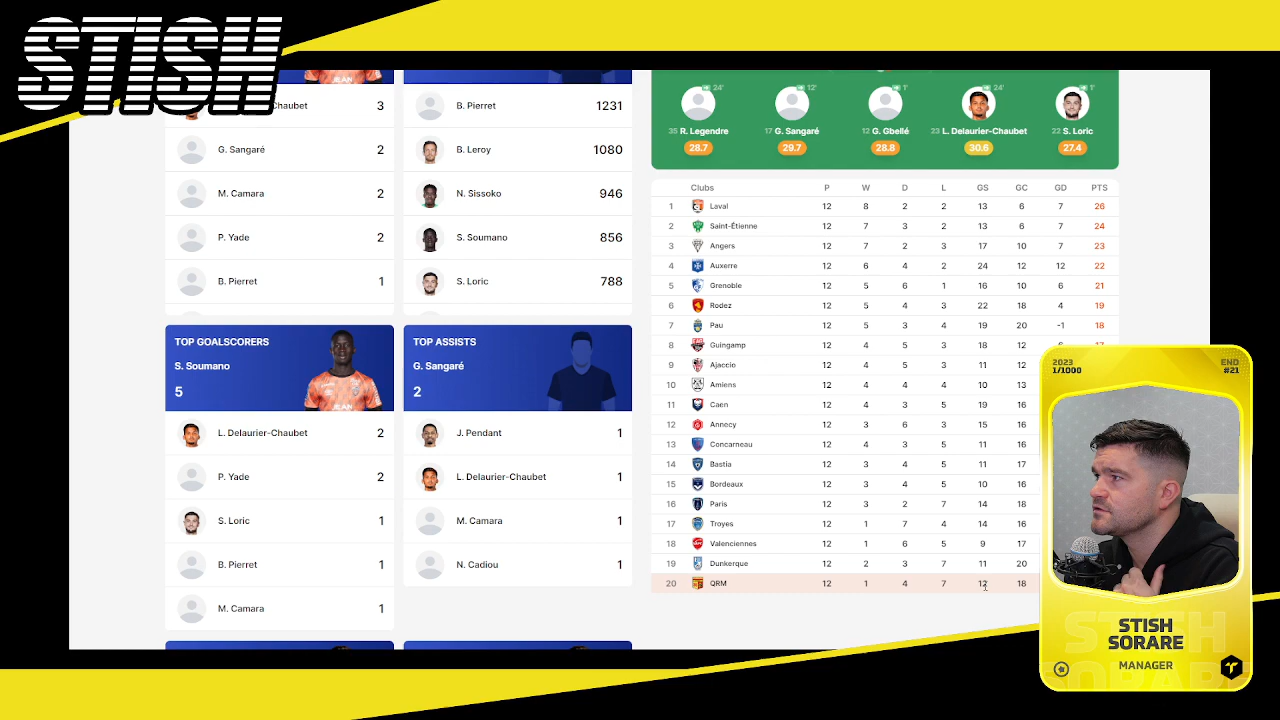 STISH
Chaubet 3
G. Sangaré 2
M. Camara 2
P. Yade 2
B. Pierret 1
B. Pierret 1231
B. Leroy 1080
N. Sissoko 946
S. Soumano 856
S. Loric 788
TOP GOALSCORERS
S. Soumano
5
L. Delaurier-Chaubet 2
P. Yade 2
S. Loric 1
B. Pierret 1
M. Camara 1
TOP ASSISTS
G. Sangaré
2
J. Pendant 1
L. Delaurier-Chaubet 1
M. Camara 1
N. Cadiou 1
24' 12' 1' 24' 1'
35 R. Legendre 17 G. Sangaré 12 G. Gbellé 23 L. Delaurier-Chaubet 22 S. Loric
28.7 29.7 28.8 30.6 27.4
Clubs P W D L GS GC GD PTS
1 Laval 12 8 2 2 13 6 7 26
2 Saint-Étienne 12 7 3 2 13 6 7 24
3 Angers 12 7 2 3 17 10 7 23
4 Auxerre 12 6 4 2 24 12 12 22
5 Grenoble 12 5 6 1 16 10 6 21
6 Rodez 12 5 4 3 22 18 4 19
7 Pau 12 5 3 4 19 20 -1 18
8 Guingamp 12 4 5 3 18 12
9 Ajaccio 12 4 5 3 11 12
10 Amiens 12 4 4 4 10 13
11 Caen 12 4 3 5 19 16
12 Annecy 12 3 6 3 15 16
13 Concarneau 12 4 3 5 11 16
14 Bastia 12 3 4 5 11 17
15 Bordeaux 12 3 4 5 10 16
16 Paris 12 3 2 7 14 18
17 Troyes 12 1 7 4 14 16
18 Valenciennes 12 1 6 5 9 17
19 Dunkerque 12 2 3 7 11 20
20 QRM 12 1 4 7 12 18
2023
1/1000
END
#21
STISH
SORARE
MANAGER